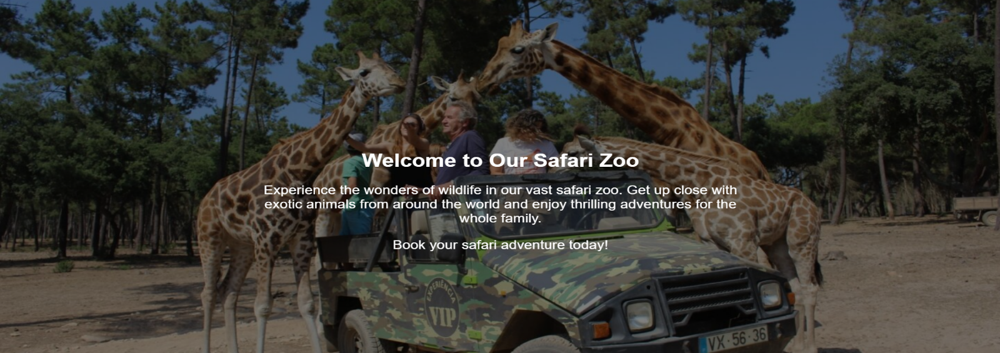 Welcome to Our Safari Zoo
Experience the wonders of wildlife in our vast safari zoo. Get up close with
exotic animals from around the world and enjoy thrilling adventures for the
whole family.
Book your safari adventure today!
EXPERIÊNCIA
VIP
VX·56·36